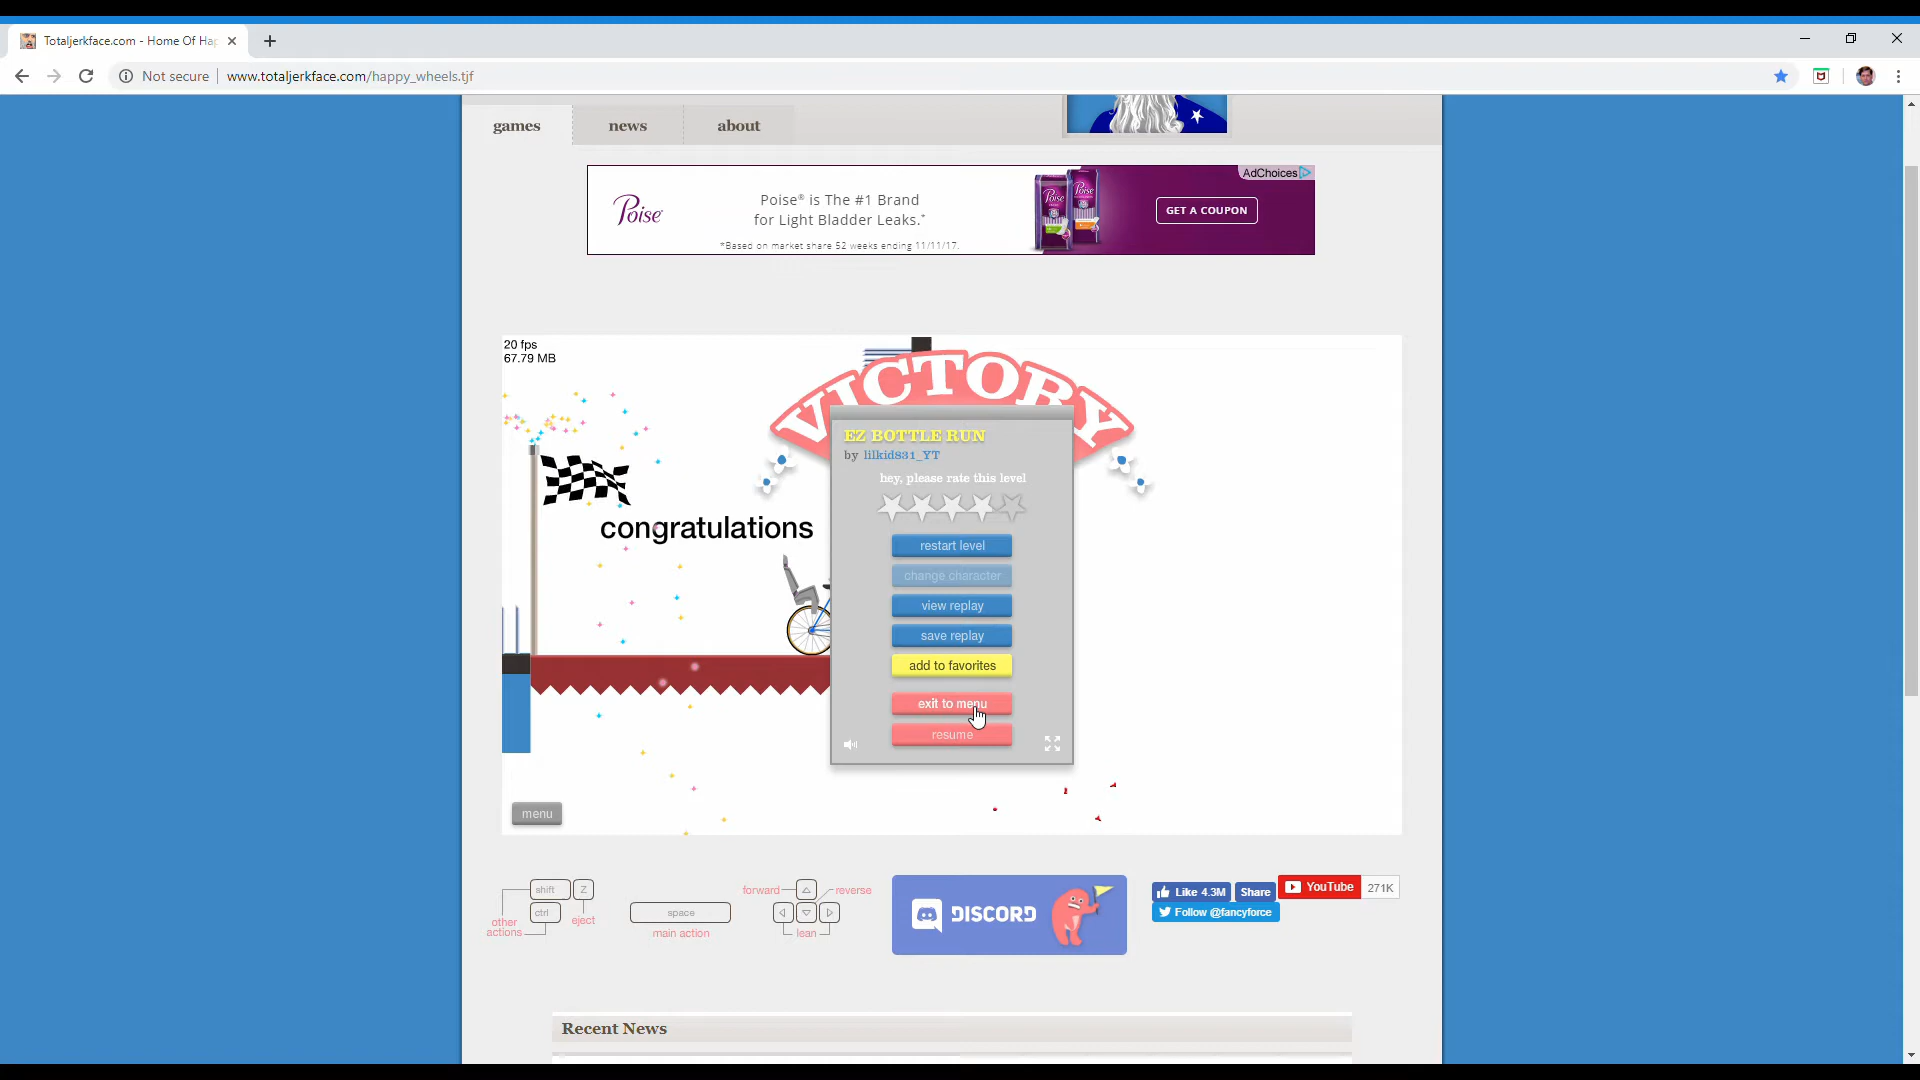 Totaljerkface.com - Home Of Hap
Not secure
www.totaljerkface.com/happy_wheels.tjf
games
news
about
AdChoices
Poise
Poise® is The #1 Brand
for Light Bladder Leaks.*
*Based on market share 52 weeks ending 11/11/17.
GET A COUPON
20 fps
67.79 MB
VICTORY
EZ BOTTLE RUN
by lilkid831_YT
hey, please rate this level
congratulations
restart level
change character
view replay
save replay
add to favorites
exit to menu
resume
menu
shift
Z
ctrl
other
actions
eject
space
main action
forward
reverse
lean
DISCORD
Like 4.3M
Share
YouTube
271K
Follow @fancyforce
Recent News